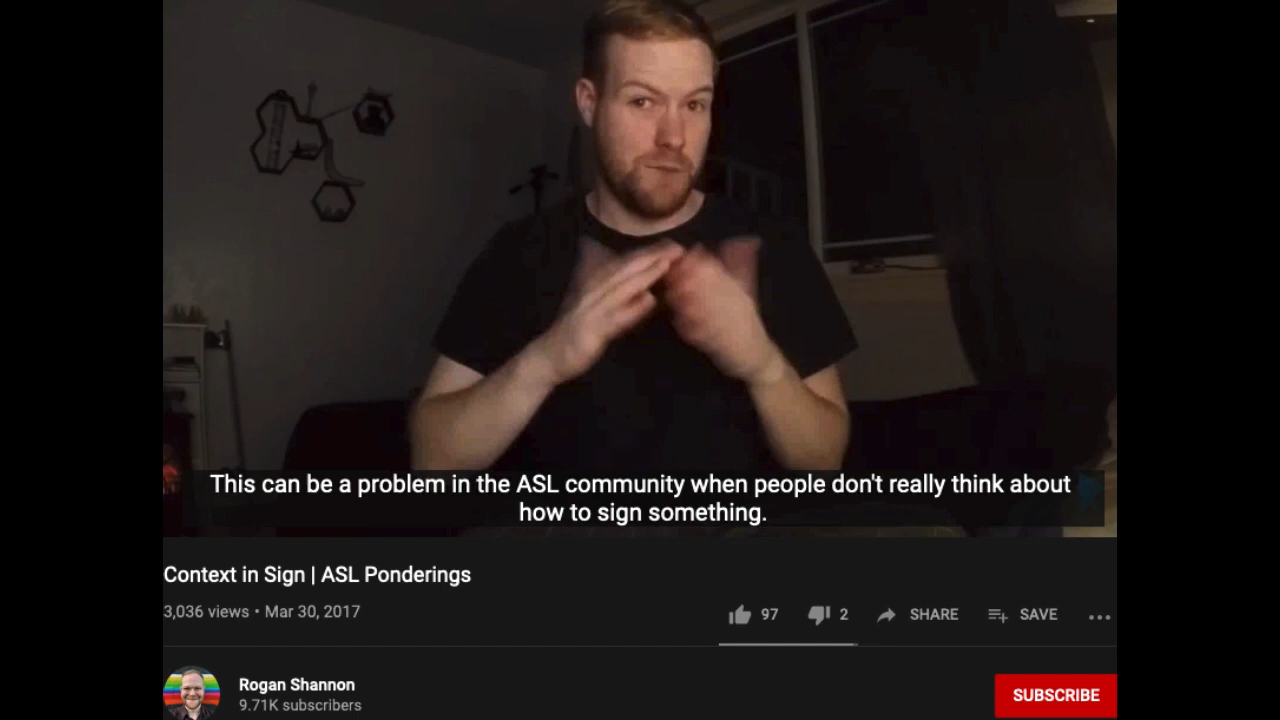 This can be a problem in the ASL community when people don't really think about
how to sign something.
Context in Sign | ASL Ponderings
3,036 views • Mar 30, 2017
97
2
SHARE
SAVE
Rogan Shannon
9.71K subscribers
SUBSCRIBE